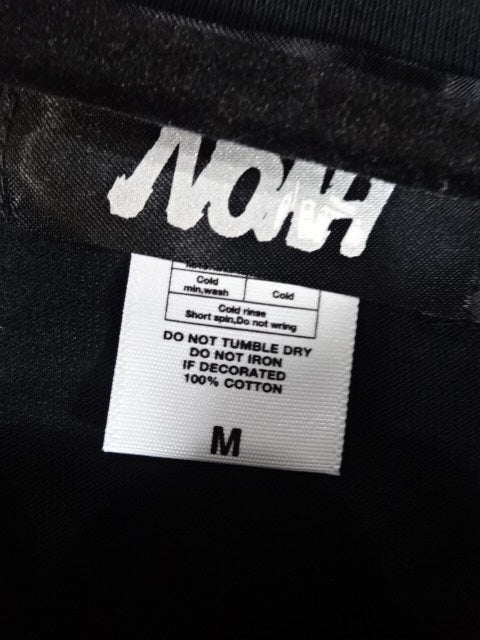 NOAH
Cold
min,wash
Cold
Cold rinse
Short spin,Do not wring
DO NOT TUMBLE DRY
DO NOT IRON
IF DECORATED
100% COTTON
M